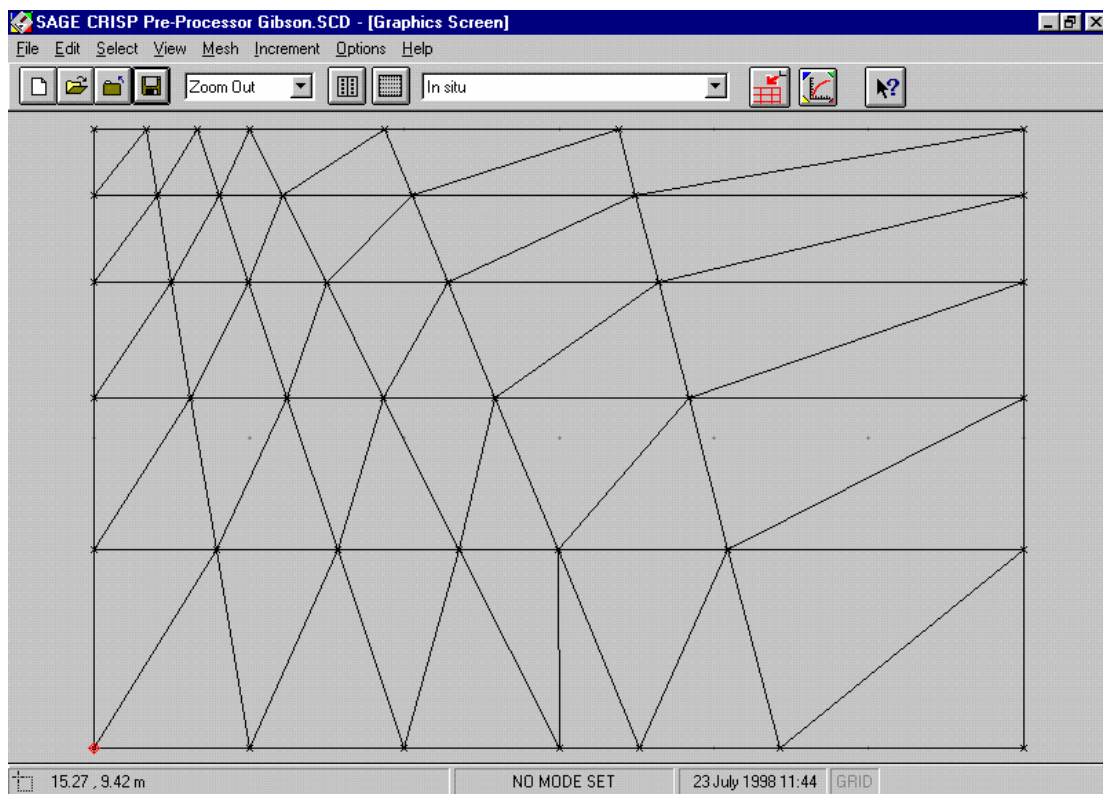 SAGE CRISP Pre-Processor Gibson.SCD - [Graphics Screen]
File Edit Select View Mesh Increment Options Help
Zoom Out In situ
15.27 , 9.42 m NO MODE SET 23 July 1998 11:44 GRID